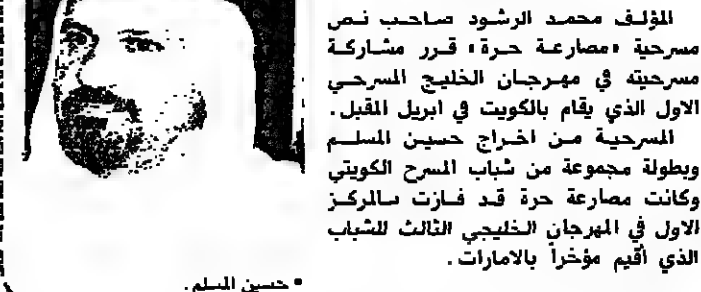 المؤلف محمد الرشود صاحب نص
مسرحية «مصارعة حرة» قرر مشاركة
مسرحيته في مهرجان الخليج المسرحي
الاول الذي يقام بالكويت في ابريل المقبل.
المسرحية من اخراج حسين المسلم
وبطولة مجموعة من شباب المسرح الكويتي
وكانت مصارعة حرة قد فازت بالمركز
الاول في المهرجان الخليجي الثالث للشباب
الذي أقيم مؤخراً بالامارات.
▪ حسين المسلم.